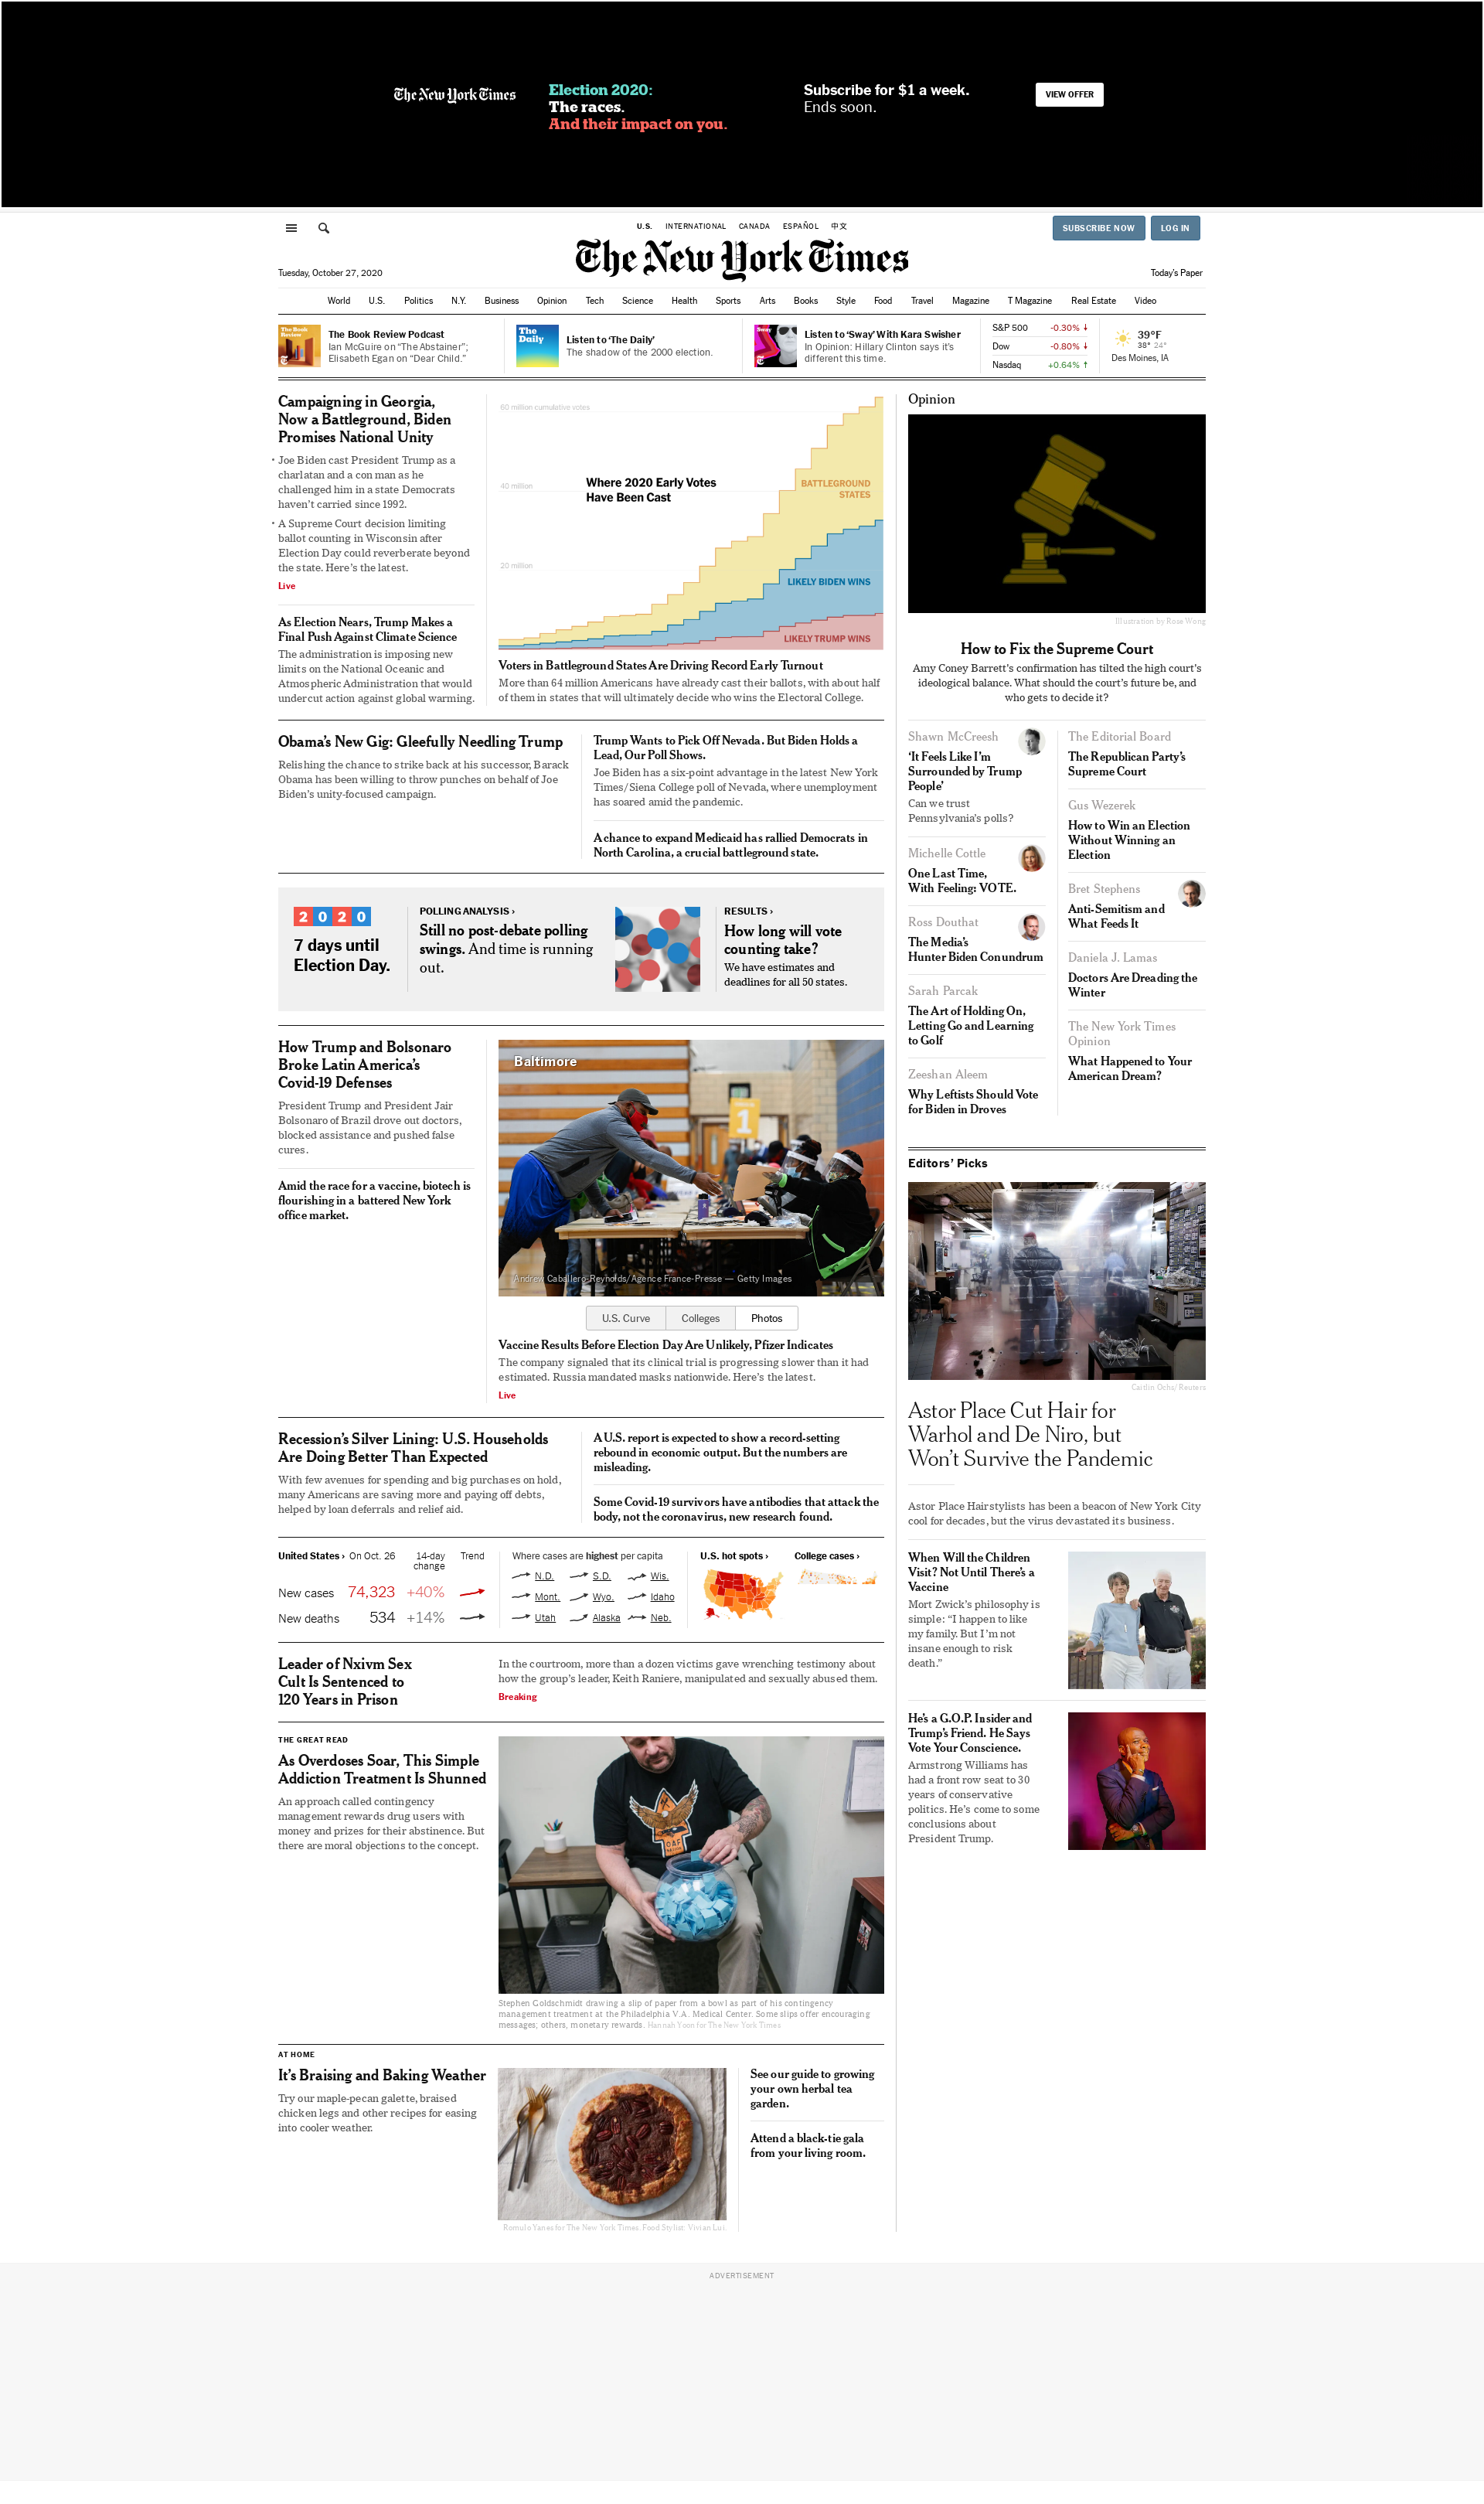 The New York Times
Election 2020:
The races.
And their impact on you.
Subscribe for $1 a week.
Ends soon.
VIEW OFFER
U.S. INTERNATIONAL CANADA ESPAÑOL 中文
SUBSCRIBE NOW
LOG IN
The New York Times
Tuesday, October 27, 2020
Today's Paper
World U.S. Politics N.Y. Business Opinion Tech Science Health Sports Arts Books Style Food Travel Magazine T Magazine Real Estate Video
The Book Review
The Book Review Podcast
Ian McGuire on “The Abstainer”;
Elisabeth Egan on “Dear Child.”
The Daily
Listen to ‘The Daily’
The shadow of the 2000 election.
Sway
Listen to ‘Sway’ With Kara Swisher
In Opinion: Hillary Clinton says it’s
different this time.
S&P 500 -0.30% ↓
Dow -0.80% ↓
Nasdaq +0.64% ↑
39°F
38° 24°
Des Moines, IA
Campaigning in Georgia,
Now a Battleground, Biden
Promises National Unity
• Joe Biden cast President Trump as a
charlatan and a con man as he
challenged him in a state Democrats
haven’t carried since 1992.
• A Supreme Court decision limiting
ballot counting in Wisconsin after
Election Day could reverberate beyond
the state. Here’s the latest.
Live
As Election Nears, Trump Makes a
Final Push Against Climate Science
The administration is imposing new
limits on the National Oceanic and
Atmospheric Administration that would
undercut action against global warming.
60 million cumulative votes
40 million
20 million
Where 2020 Early Votes
Have Been Cast
BATTLEGROUND
STATES
LIKELY BIDEN WINS
LIKELY TRUMP WINS
Voters in Battleground States Are Driving Record Early Turnout
More than 64 million Americans have already cast their ballots, with about half
of them in states that will ultimately decide who wins the Electoral College.
Obama’s New Gig: Gleefully Needling Trump
Relishing the chance to strike back at his successor, Barack
Obama has been willing to throw punches on behalf of Joe
Biden’s unity-focused campaign.
Trump Wants to Pick Off Nevada. But Biden Holds a
Lead, Our Poll Shows.
Joe Biden has a six-point advantage in the latest New York
Times/Siena College poll of Nevada, where unemployment
has soared amid the pandemic.
A chance to expand Medicaid has rallied Democrats in
North Carolina, a crucial battleground state.
2020
7 days until
Election Day.
POLLING ANALYSIS ›
Still no post-debate polling
swings. And time is running
out.
RESULTS ›
How long will vote
counting take?
We have estimates and
deadlines for all 50 states.
How Trump and Bolsonaro
Broke Latin America’s
Covid-19 Defenses
President Trump and President Jair
Bolsonaro of Brazil drove out doctors,
blocked assistance and pushed false
cures.
Amid the race for a vaccine, biotech is
flourishing in a battered New York
office market.
Baltimore
1
Andrew Caballero-Reynolds/Agence France-Presse — Getty Images
U.S. Curve Colleges Photos
Vaccine Results Before Election Day Are Unlikely, Pfizer Indicates
The company signaled that its clinical trial is progressing slower than it had
estimated. Russia mandated masks nationwide. Here’s the latest.
Live
Recession’s Silver Lining: U.S. Households
Are Doing Better Than Expected
With few avenues for spending and big purchases on hold,
many Americans are saving more and paying off debts,
helped by loan deferrals and relief aid.
A U.S. report is expected to show a record-setting
rebound in economic output. But the numbers are
misleading.
Some Covid-19 survivors have antibodies that attack the
body, not the coronavirus, new research found.
United States › On Oct. 26 14-day change Trend
New cases 74,323 +40%
New deaths 534 +14%
Where cases are highest per capita
N.D. S.D. Wis.
Mont. Wyo. Idaho
Utah Alaska Neb.
U.S. hot spots ›
College cases ›
Leader of Nxivm Sex
Cult Is Sentenced to
120 Years in Prison
In the courtroom, more than a dozen victims gave wrenching testimony about
how the group’s leader, Keith Raniere, manipulated and sexually abused them.
Breaking
THE GREAT READ
As Overdoses Soar, This Simple
Addiction Treatment Is Shunned
An approach called contingency
management rewards drug users with
money and prizes for their abstinence. But
there are moral objections to the concept.
Stephen Goldschmidt drawing a slip of paper from a bowl as part of his contingency
management treatment at the Philadelphia V.A. Medical Center. Some slips offer encouraging
messages; others, monetary rewards. Hannah Yoon for The New York Times
AT HOME
It’s Braising and Baking Weather
Try our maple-pecan galette, braised
chicken legs and other recipes for easing
into cooler weather.
Romulo Yanes for The New York Times. Food Stylist: Vivian Lui.
See our guide to growing
your own herbal tea
garden.
Attend a black-tie gala
from your living room.
Opinion
Illustration by Rose Wong
How to Fix the Supreme Court
Amy Coney Barrett’s confirmation has tilted the high court’s
ideological balance. What should the court’s future be, and
who gets to decide it?
Shawn McCreesh
‘It Feels Like I’m
Surrounded by Trump
People’
Can we trust
Pennsylvania’s polls?
Michelle Cottle
One Last Time,
With Feeling: VOTE.
Ross Douthat
The Media’s
Hunter Biden Conundrum
Sarah Parcak
The Art of Holding On,
Letting Go and Learning
to Golf
Zeeshan Aleem
Why Leftists Should Vote
for Biden in Droves
The Editorial Board
The Republican Party’s
Supreme Court
Gus Wezerek
How to Win an Election
Without Winning an
Election
Bret Stephens
Anti-Semitism and
What Feeds It
Daniela J. Lamas
Doctors Are Dreading the
Winter
The New York Times
Opinion
What Happened to Your
American Dream?
Editors’ Picks
Caitlin Ochs/Reuters
Astor Place Cut Hair for
Warhol and De Niro, but
Won’t Survive the Pandemic
Astor Place Hairstylists has been a beacon of New York City
cool for decades, but the virus devastated its business.
When Will the Children
Visit? Not Until There’s a
Vaccine
Mort Zwick’s philosophy is
simple: “I happen to like
my family. But I’m not
insane enough to risk
death.”
He’s a G.O.P. Insider and
Trump’s Friend. He Says
Vote Your Conscience.
Armstrong Williams has
had a front row seat to 30
years of conservative
politics. He’s come to some
conclusions about
President Trump.
ADVERTISEMENT